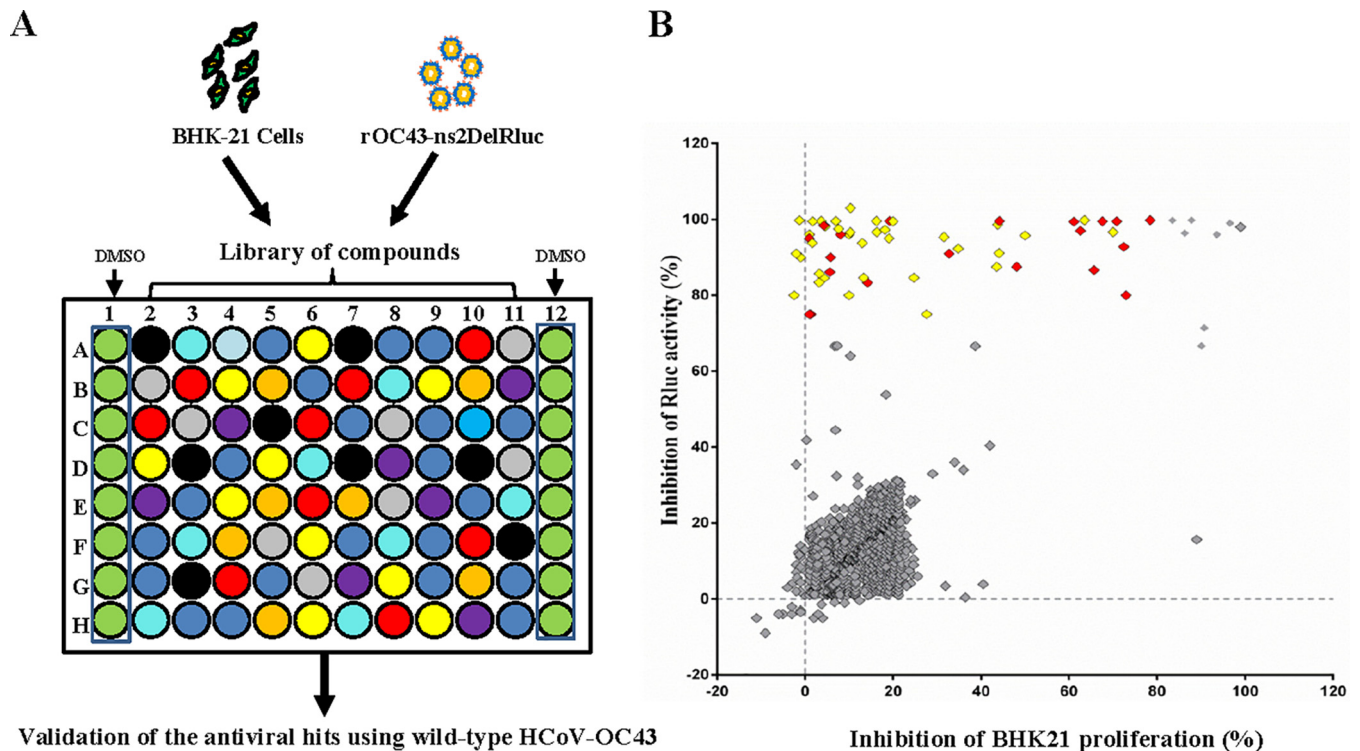 A
BHK-21 Cells
rOC43-ns2DelRluc
DMSO
Library of compounds
DMSO
1 2 3 4 5 6 7 8 9 10 11 12
A
B
C
D
E
F
G
H
Validation of the antiviral hits using wild-type HCoV-OC43
B
Inhibition of Rluc activity (%)
120
100
80
60
40
20
0
-20
-20 0 20 40 60 80 100 120
Inhibition of BHK21 proliferation (%)